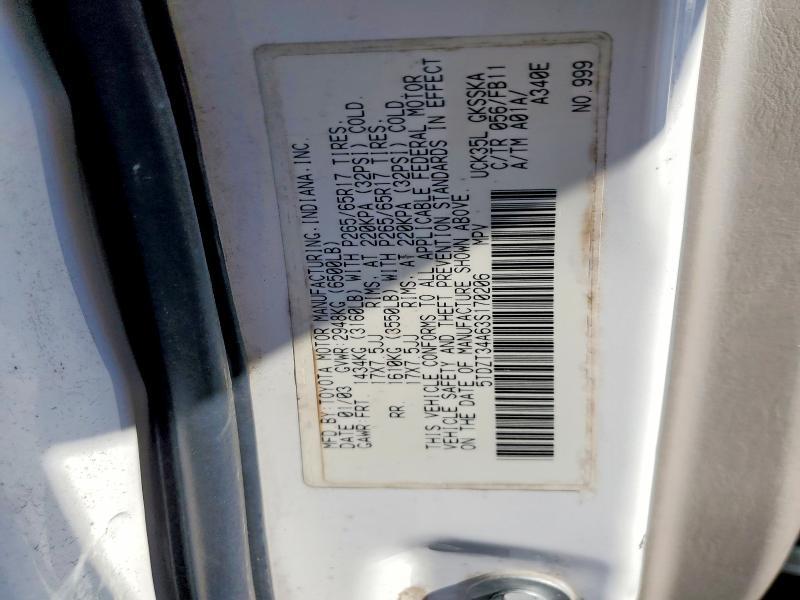 MFD.BY:TOYOTA MOTOR MANUFACTURING,INDIANA,INC.
DATE 01/03 GVWR:2948KG (6500LB)
GAWR FRT 434KG (3160LB) WITH P265/65R17 TIRES,
17X7.5JJ RIMS, AT 220KPA (32PSI) COLD.
RR 1610KG (3550LB) WITH P265/65R17 TIRES,
17X7.5JJ RIMS, AT 220KPA (32PSI) COLD.
THIS VEHICLE CONFORMS TO ALL APPLICABLE FEDERAL MOTOR
VEHICLE SAFETY AND THEFT PREVENTION STANDARDS IN EFFECT
ON THE DATE OF MANUFACTURE SHOWN ABOVE.
5TDZT34A63S170206 MPV
UCK35L GKSSKA
C/TR 056/FB11
A/TM A01A/
A340E
NO 999